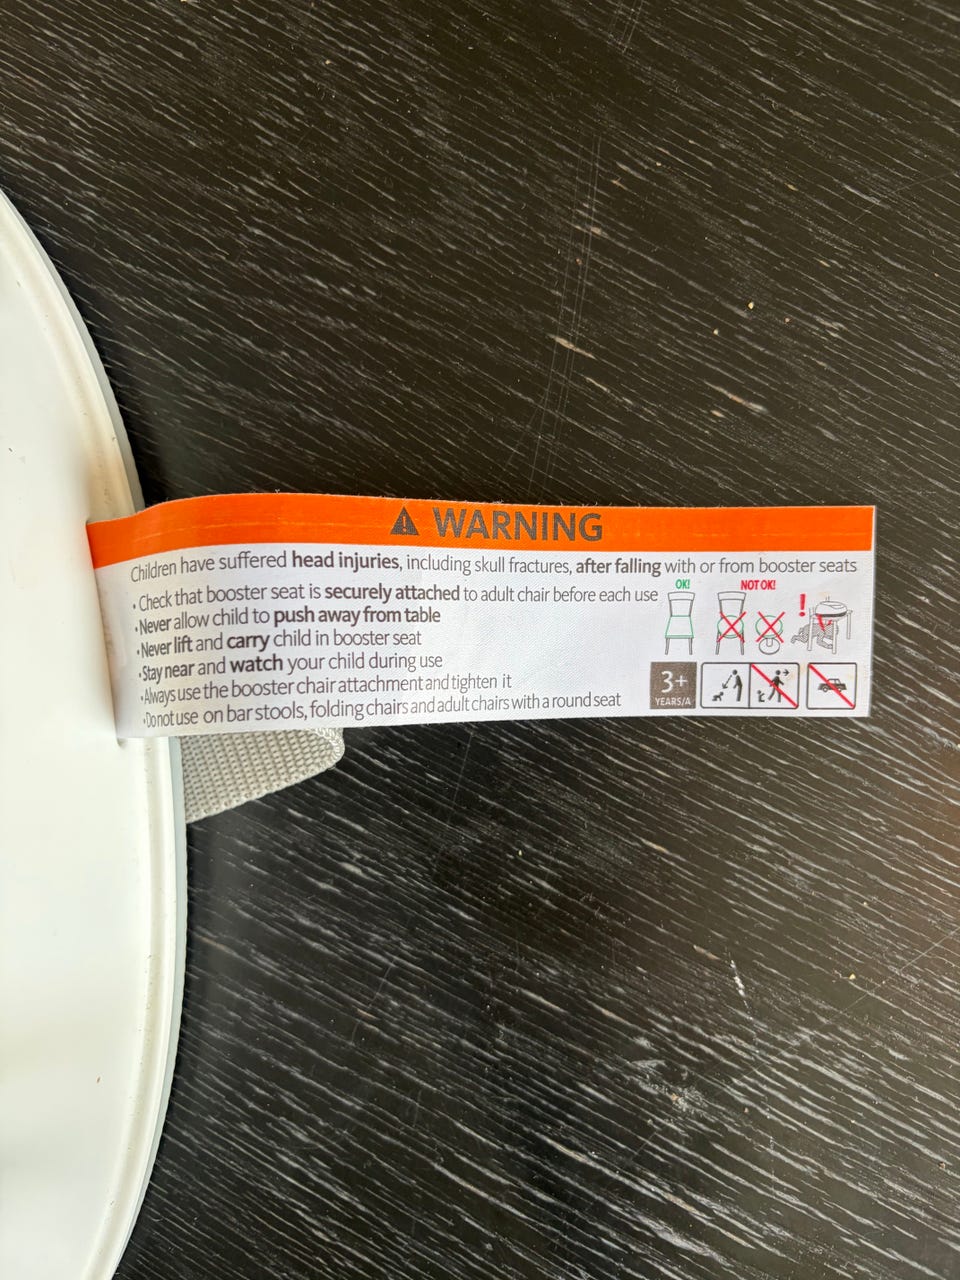 WARNING
Children have suffered head injuries, including skull fractures, after falling with or from booster seats
• Check that booster seat is securely attached to adult chair before each use
• Never allow child to push away from table
• Never lift and carry child in booster seat
• Stay near and watch your child during use
• Always use the booster chair attachment and tighten it
• Do not use on bar stools, folding chairs and adult chairs with a round seat
OK!
NOT OK!
!
3+
YEARS/A